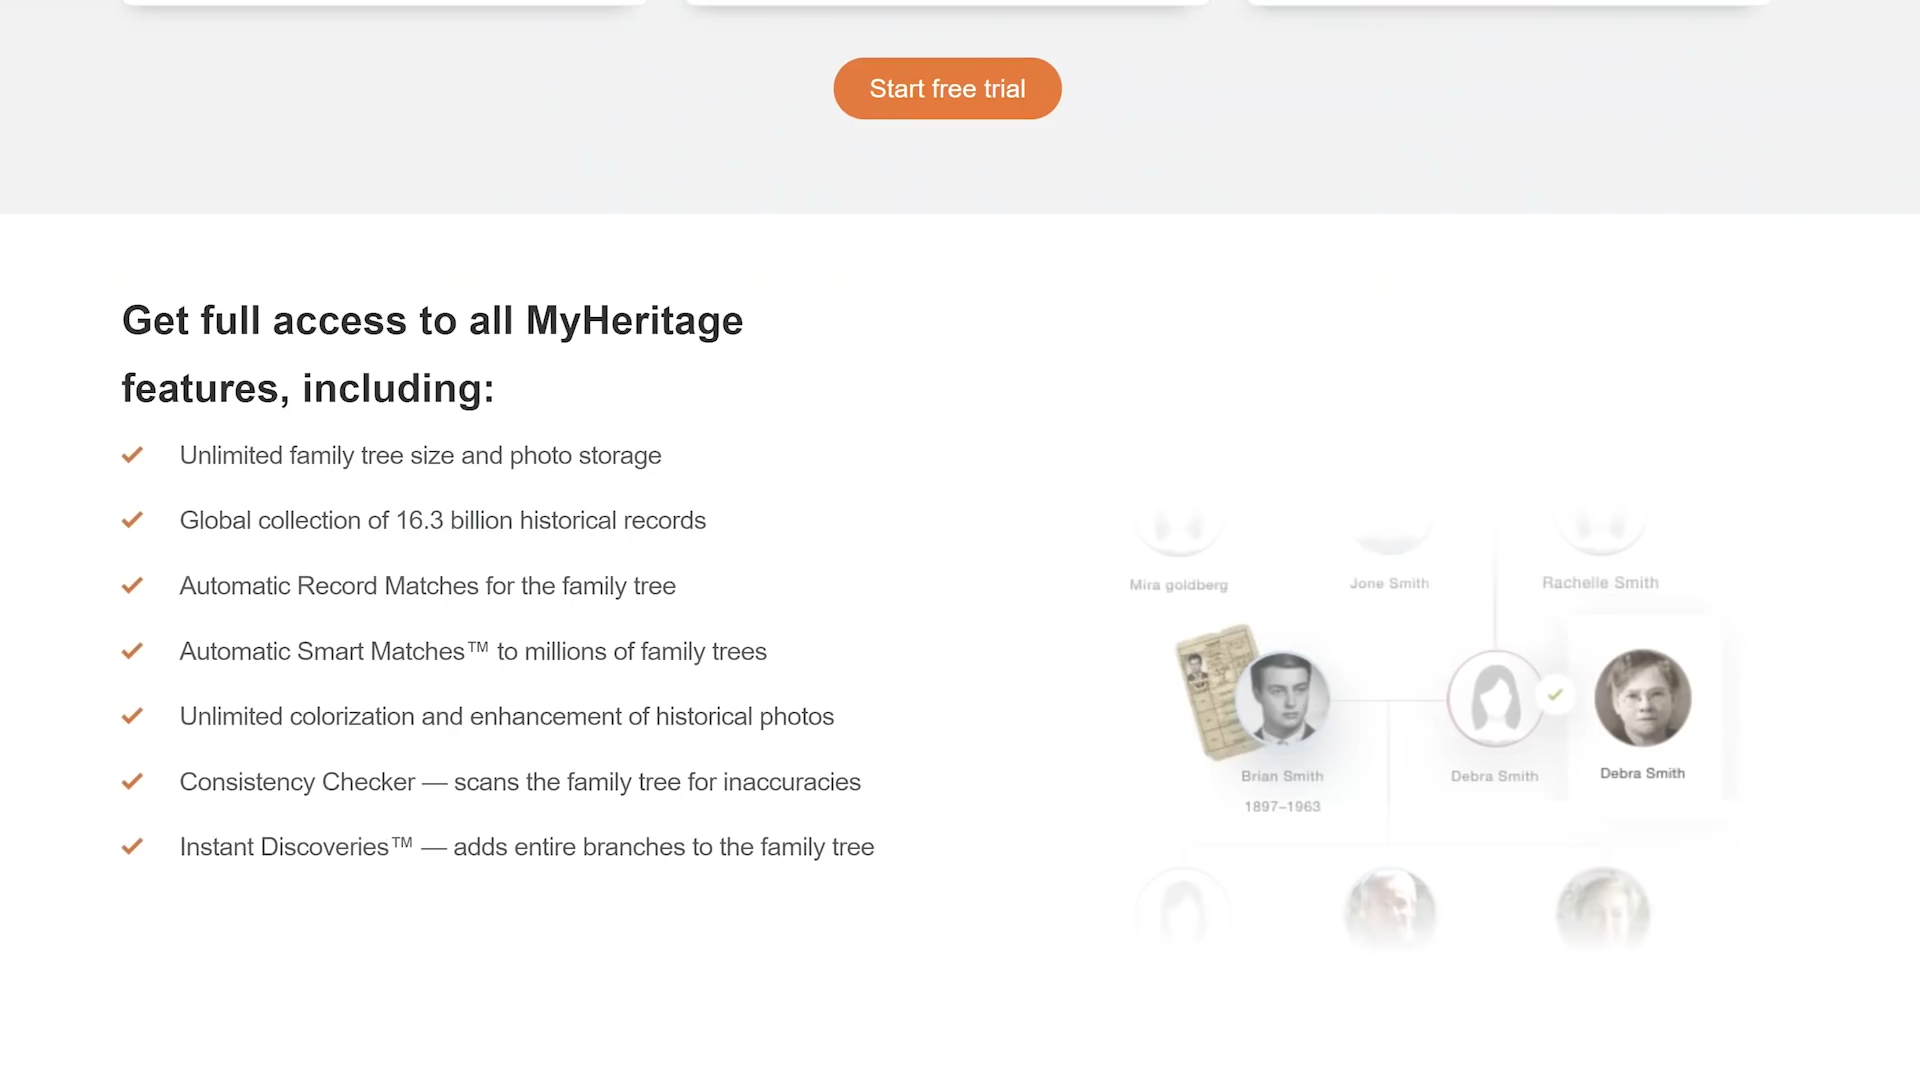 Start free trial
Get full access to all MyHeritage
features, including:
Unlimited family tree size and photo storage
Global collection of 16.3 billion historical records
Automatic Record Matches for the family tree
Automatic Smart Matches™ to millions of family trees
Unlimited colorization and enhancement of historical photos
Consistency Checker — scans the family tree for inaccuracies
Instant Discoveries™ — adds entire branches to the family tree
Mira goldberg
Jone Smith
Rachelle Smith
Brian Smith
1897–1963
Debra Smith
Debra Smith